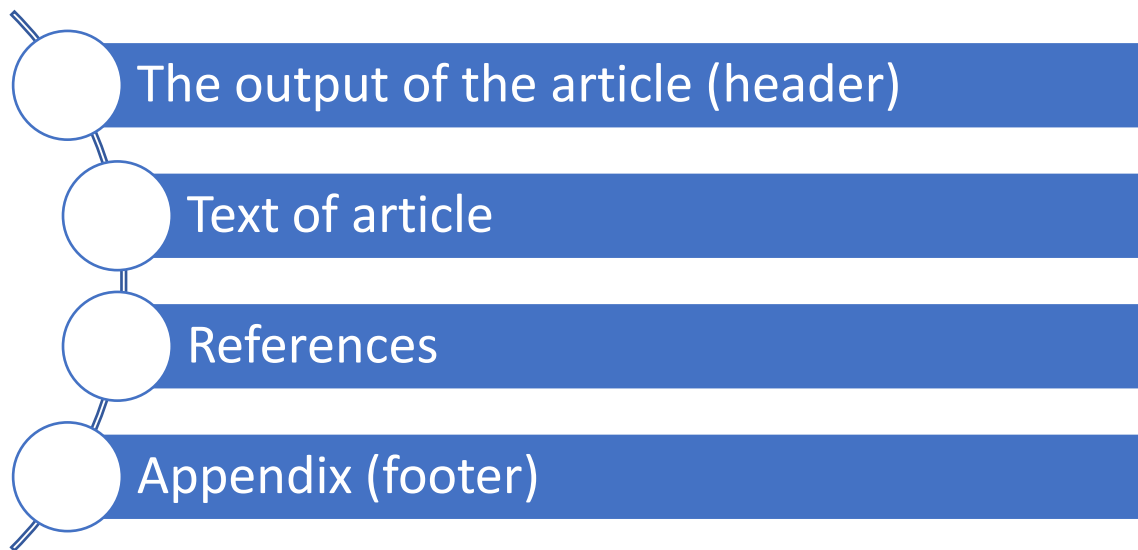 The output of the article (header)
Text of article
References
Appendix (footer)